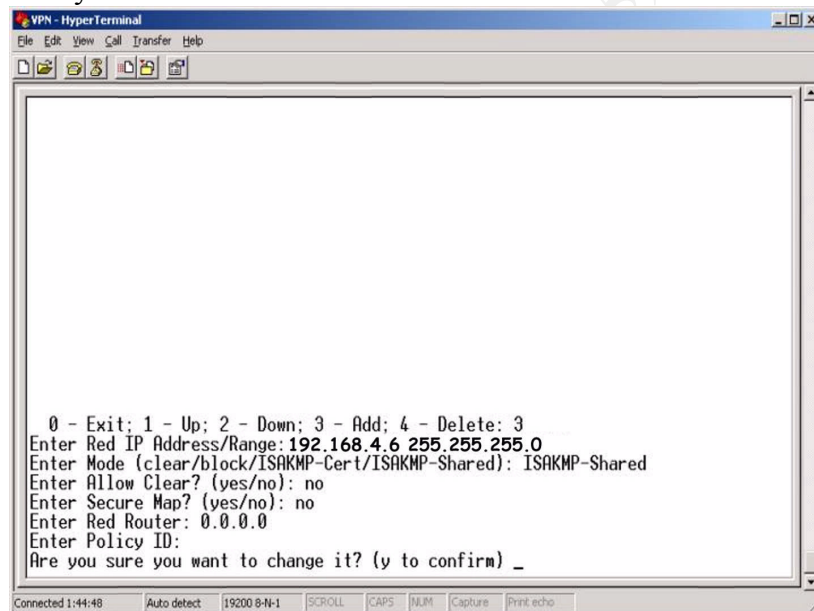 VPN - HyperTerminal
File Edit View Call Transfer Help
0 - Exit; 1 - Up; 2 - Down; 3 - Add; 4 - Delete: 3
Enter Red IP Address/Range: 192.168.4.6 255.255.255.0
Enter Mode (clear/block/ISAKMP-Cert/ISAKMP-Shared): ISAKMP-Shared
Enter Allow Clear? (yes/no): no
Enter Secure Map? (yes/no): no
Enter Red Router: 0.0.0.0
Enter Policy ID:
Are you sure you want to change it? (y to confirm) _
Connected 1:44:48 Auto detect 19200 8-N-1 SCROLL CAPS NUM Capture Print echo